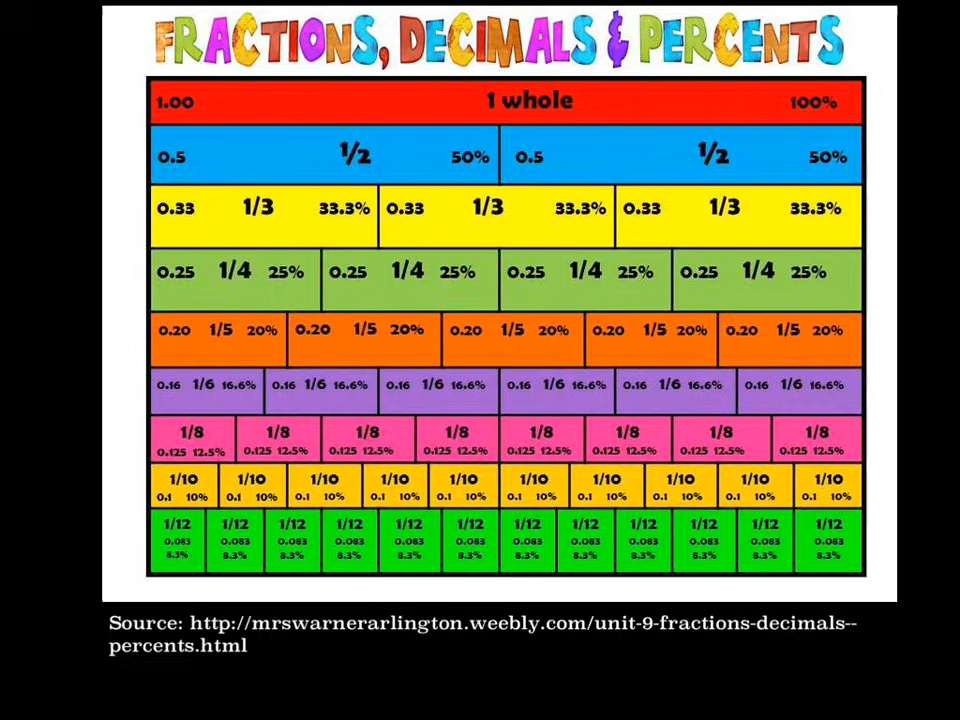 FRACTIONS, DECIMALS & PERCENTS
1.00 1 whole 100%
0.5 1/2 50% 0.5 1/2 50%
0.33 1/3 33.3% 0.33 1/3 33.3% 0.33 1/3 33.3%
0.25 1/4 25% 0.25 1/4 25% 0.25 1/4 25% 0.25 1/4 25%
0.20 1/5 20% 0.20 1/5 20% 0.20 1/5 20% 0.20 1/5 20% 0.20 1/5 20%
0.16 1/6 16.6% 0.16 1/6 16.6% 0.16 1/6 16.6% 0.16 1/6 16.6% 0.16 1/6 16.6% 0.16 1/6 16.6%
1/8 1/8 1/8 1/8 1/8 1/8 1/8 1/8
0.125 12.5% 0.125 12.5% 0.125 12.5% 0.125 12.5% 0.125 12.5% 0.125 12.5% 0.125 12.5% 0.125 12.5%
1/10 1/10 1/10 1/10 1/10 1/10 1/10 1/10 1/10 1/10
0.1 10% 0.1 10% 0.1 10% 0.1 10% 0.1 10% 0.1 10% 0.1 10% 0.1 10% 0.1 10% 0.1 10%
1/12 1/12 1/12 1/12 1/12 1/12 1/12 1/12 1/12 1/12 1/12 1/12
0.083 0.083 0.083 0.083 0.083 0.083 0.083 0.083 0.083 0.083 0.083 0.083
8.3% 8.3% 8.3% 8.3% 8.3% 8.3% 8.3% 8.3% 8.3% 8.3% 8.3% 8.3%
Source: http://mrswarnerarlington.weebly.com/unit-9-fractions-decimals--
percents.html